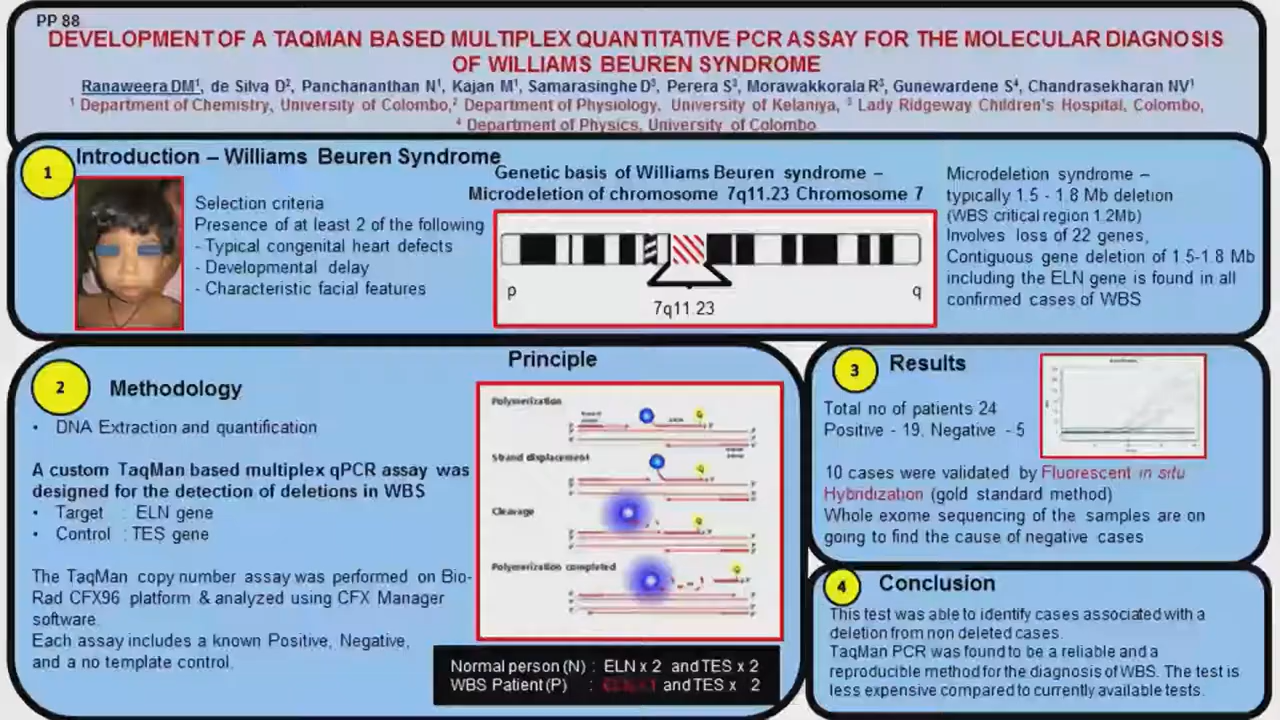 PP 88
DEVELOPMENT OF A TAQMAN BASED MULTIPLEX QUANTITATIVE PCR ASSAY FOR THE MOLECULAR DIAGNOSIS
OF WILLIAMS BEUREN SYNDROME
Ranaweera DM¹, de Silva D², Panchananthan N¹, Kajan M¹, Samarasinghe D³, Perera S³, Morawakkorala R³, Gunewardene S⁴, Chandrasekharan NV¹
¹ Department of Chemistry, University of Colombo,² Department of Physiology, University of Kelaniya, ³ Lady Ridgeway Children's Hospital, Colombo,
⁴ Department of Physics, University of Colombo
1
Introduction – Williams Beuren Syndrome
Selection criteria
Presence of at least 2 of the following
- Typical congenital heart defects
- Developmental delay
- Characteristic facial features
Genetic basis of Williams Beuren syndrome –
Microdeletion of chromosome 7q11.23 Chromosome 7
p
q
7q11.23
Microdeletion syndrome –
typically 1.5 - 1.8 Mb deletion
(WBS critical region 1.2Mb)
Involves loss of 22 genes,
Contiguous gene deletion of 1.5-1.8 Mb
including the ELN gene is found in all
confirmed cases of WBS
2
Methodology
• DNA Extraction and quantification
A custom TaqMan based multiplex qPCR assay was
designed for the detection of deletions in WBS
• Target : ELN gene
• Control : TES gene
The TaqMan copy number assay was performed on Bio-
Rad CFX96 platform & analyzed using CFX Manager
software.
Each assay includes a known Positive, Negative,
and a no template control.
Principle
Polymerization
Strand displacement
Cleavage
Polymerization completed
Normal person (N) : ELN x 2 and TES x 2
WBS Patient (P) : ELN x 1 and TES x 2
3
Results
Total no of patients 24
Positive - 19, Negative - 5
10 cases were validated by Fluorescent in situ
Hybridization (gold standard method)
Whole exome sequencing of the samples are on
going to find the cause of negative cases
4
Conclusion
This test was able to identify cases associated with a
deletion from non deleted cases.
TaqMan PCR was found to be a reliable and a
reproducible method for the diagnosis of WBS. The test is
less expensive compared to currently available tests.